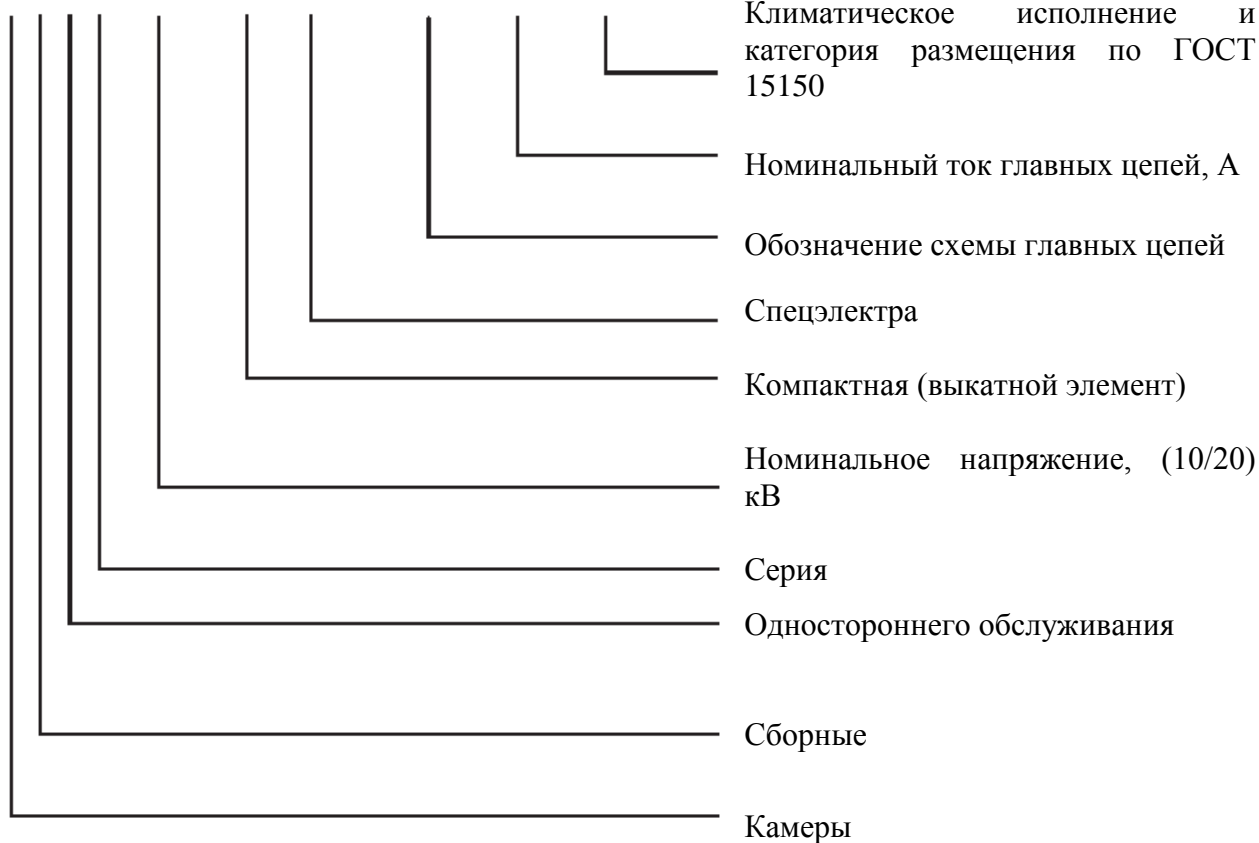 Климатическое исполнение и
категория размещения по ГОСТ
15150
Номинальный ток главных цепей, А
Обозначение схемы главных цепей
Спецэлектра
Компактная (выкатной элемент)
Номинальное напряжение, (10/20)
кВ
Серия
Одностороннего обслуживания
Сборные
Камеры